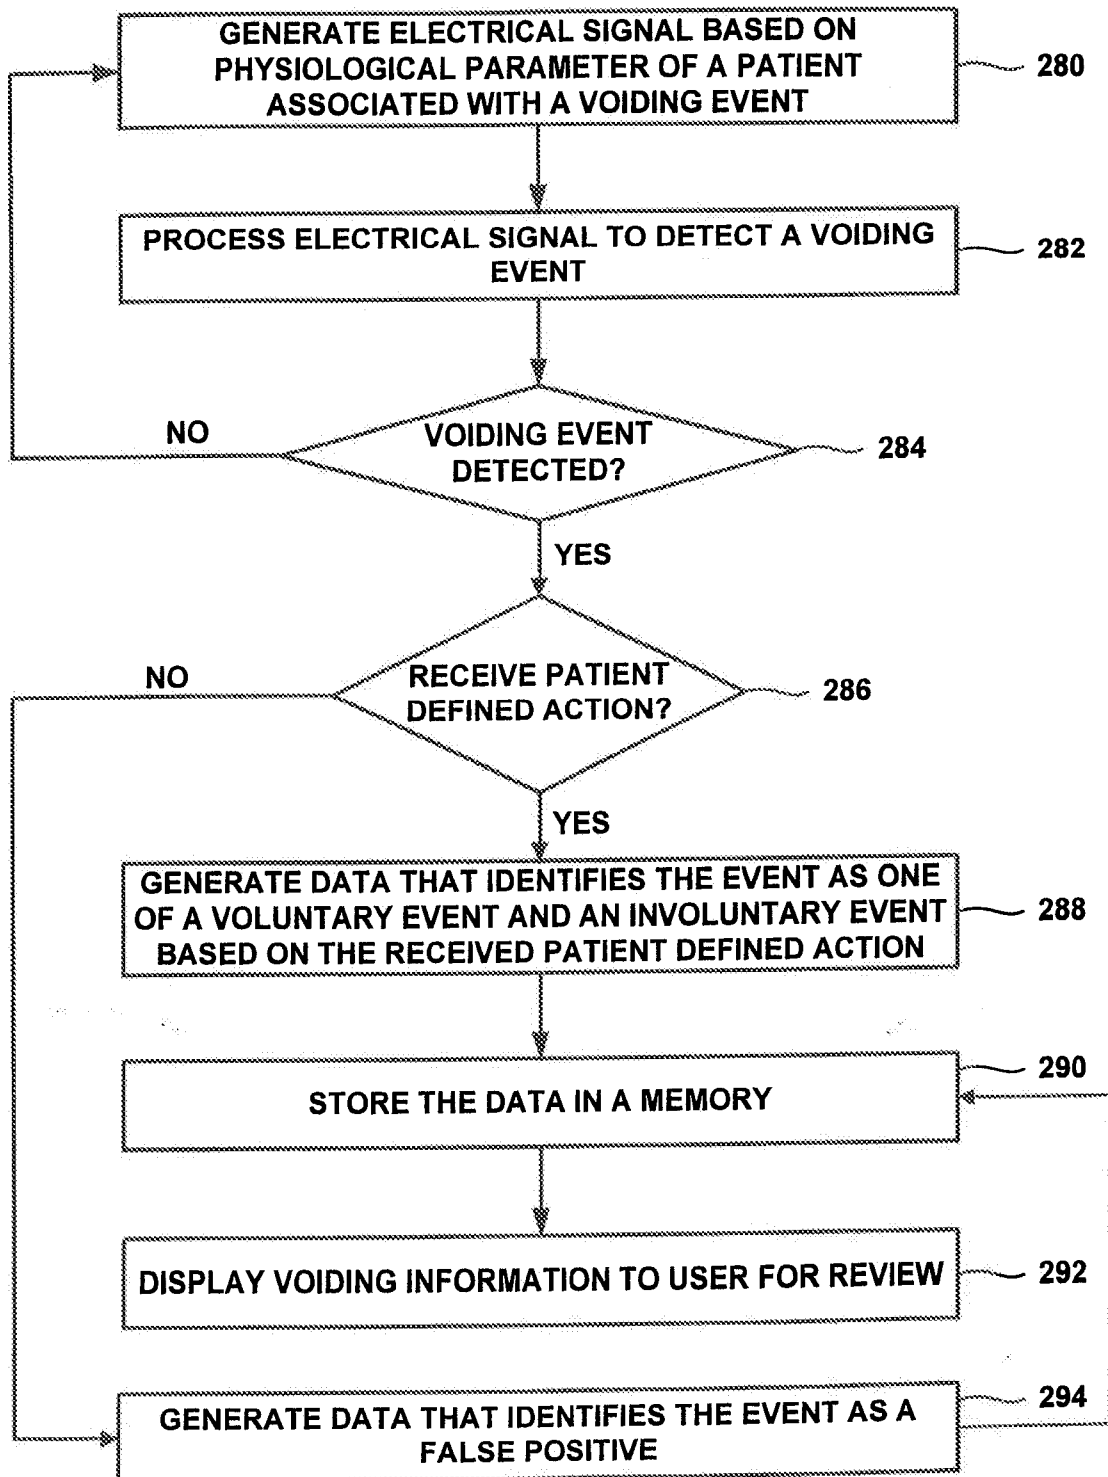 GENERATE ELECTRICAL SIGNAL BASED ON
PHYSIOLOGICAL PARAMETER OF A PATIENT
ASSOCIATED WITH A VOIDING EVENT
280
PROCESS ELECTRICAL SIGNAL TO DETECT A VOIDING
EVENT
282
VOIDING EVENT
DETECTED?
284
NO
YES
RECEIVE PATIENT
DEFINED ACTION?
286
NO
YES
GENERATE DATA THAT IDENTIFIES THE EVENT AS ONE
OF A VOLUNTARY EVENT AND AN INVOLUNTARY EVENT
BASED ON THE RECEIVED PATIENT DEFINED ACTION
288
STORE THE DATA IN A MEMORY
290
DISPLAY VOIDING INFORMATION TO USER FOR REVIEW
292
GENERATE DATA THAT IDENTIFIES THE EVENT AS A
FALSE POSITIVE
294